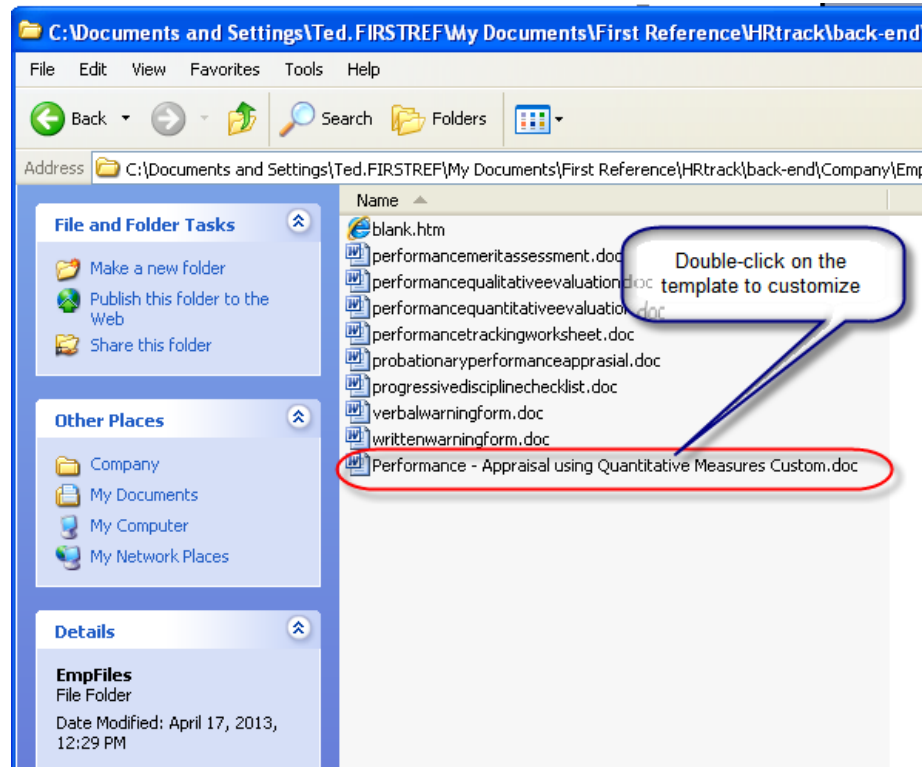 C:\Documents and Settings\Ted.FIRSTREF\My Documents\First Reference\HRtrack\back-end\
File Edit View Favorites Tools Help
Back Search Folders
Address C:\Documents and Settings\Ted.FIRSTREF\My Documents\First Reference\HRtrack\back-end\Company\Emp
Name
File and Folder Tasks
Make a new folder
Publish this folder to the
Web
Share this folder
Other Places
Company
My Documents
My Computer
My Network Places
Details
EmpFiles
File Folder
Date Modified: April 17, 2013,
12:29 PM
blank.htm
performancemeritassessment.doc
performancequalitativeevaluation.doc
performancequantitativeevaluation.doc
performancetrackingworksheet.doc
probationaryperformanceapprasial.doc
progressivedisciplinechecklist.doc
verbalwarningform.doc
writtenwarningform.doc
Performance - Appraisal using Quantitative Measures Custom.doc
Double-click on the
template to customize